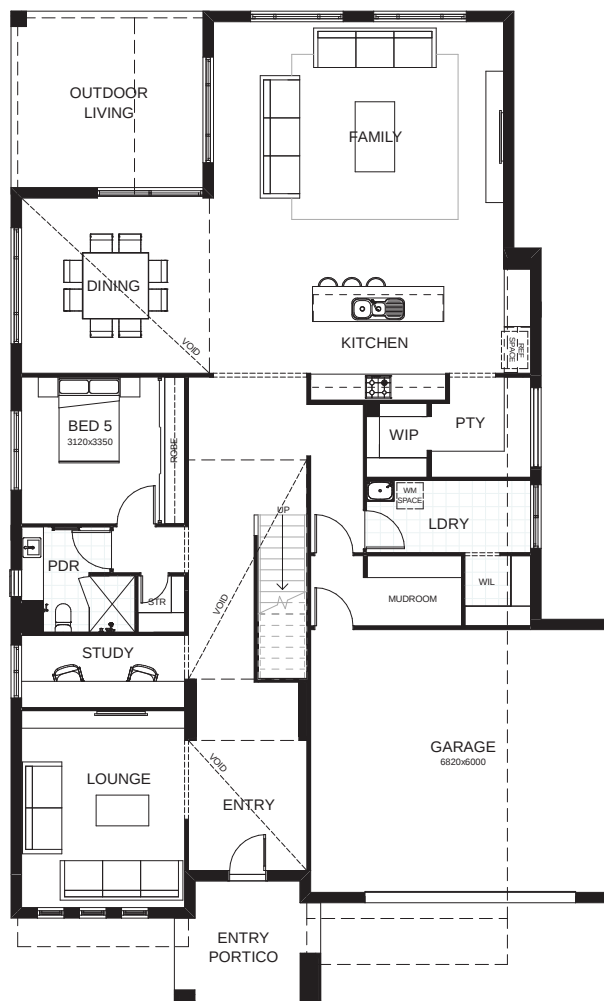 OUTDOOR
LIVING
FAMILY
DINING
VOID
KITCHEN
REF.
SPACE
BED 5
3120x3350
ROBE
WIP
PTY
WM
SPACE
LDRY
UP
PDR
STR
VOID
WIL
MUDROOM
STUDY
GARAGE
6820x6000
LOUNGE
VOID
ENTRY
ENTRY
PORTICO